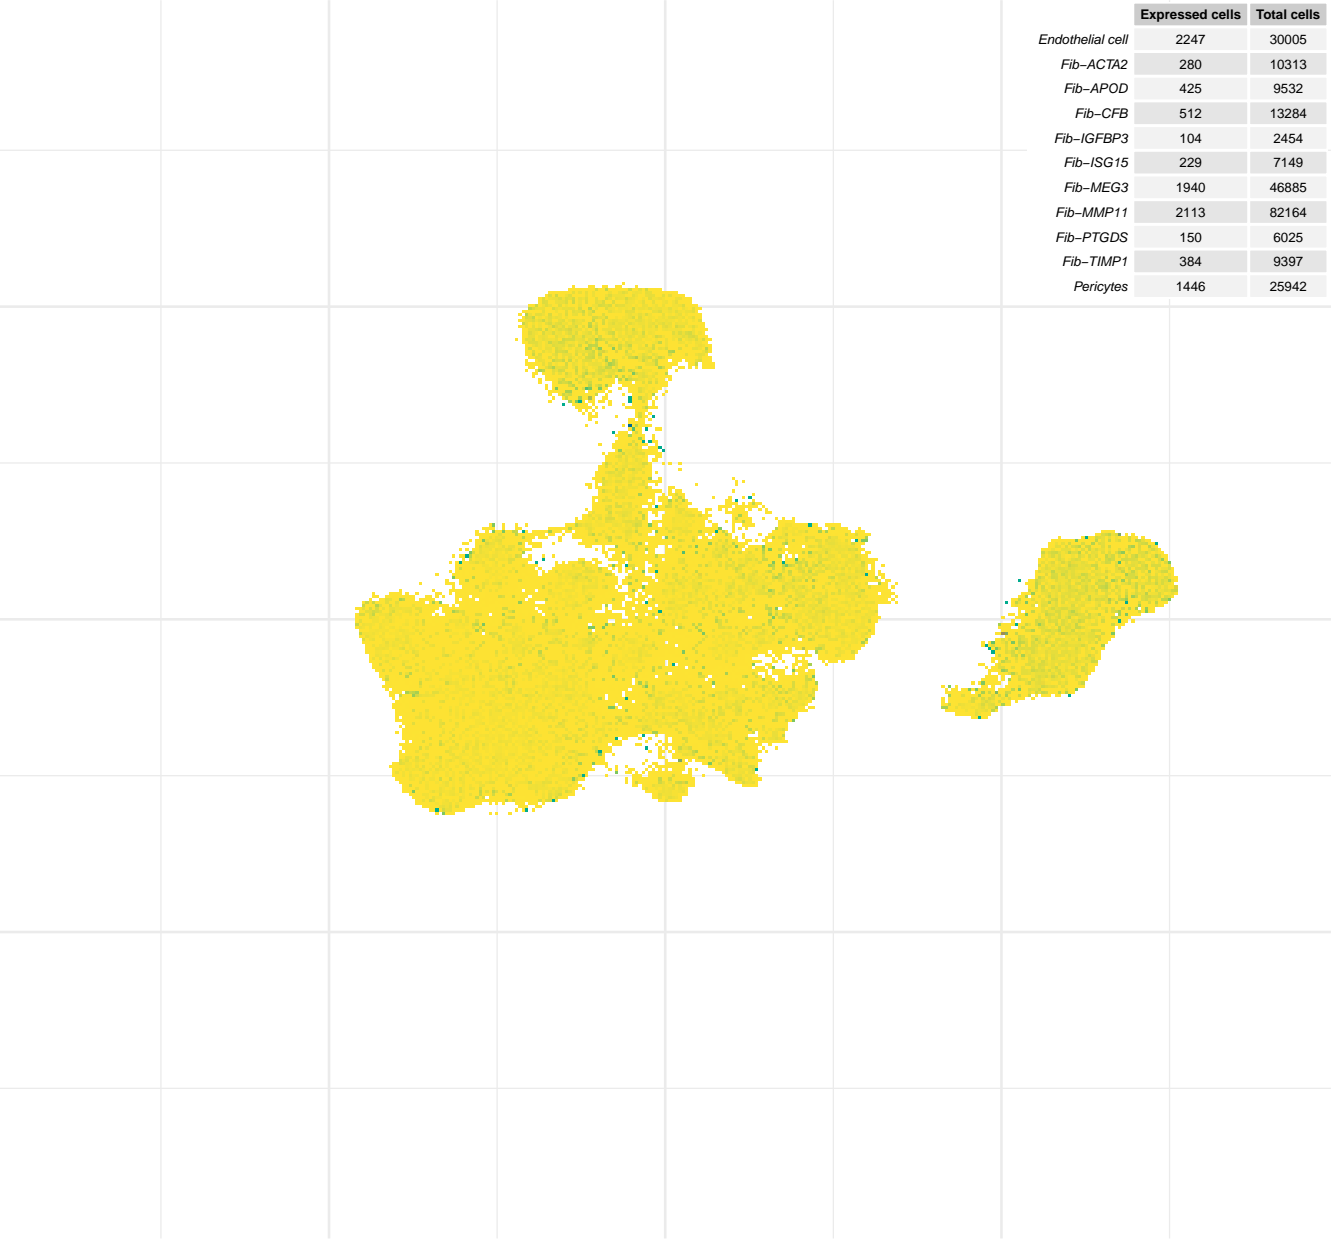 Expressed cells Total cells
Endothelial cell 2247 30005
Fib−ACTA2 280 10313
Fib−APOD 425 9532
Fib−CFB 512 13284
Fib−IGFBP3 104 2454
Fib−ISG15 229 7149
Fib−MEG3 1940 46885
Fib−MMP11 2113 82164
Fib−PTGDS 150 6025
Fib−TIMP1 384 9397
Pericytes 1446 25942